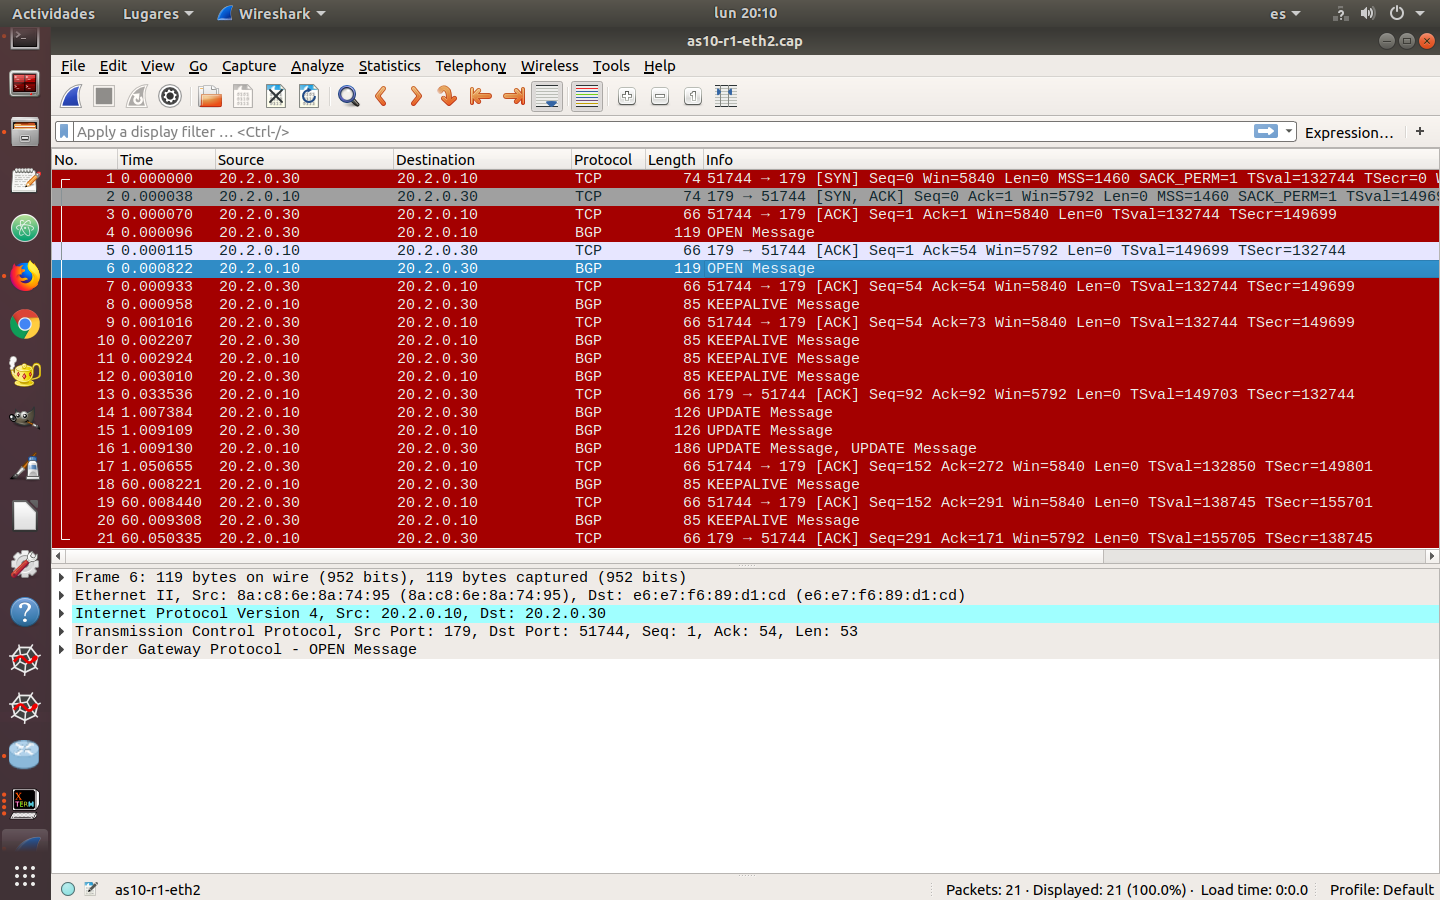 Actividades Lugares Wireshark lun 20:10 es
as10-r1-eth2.cap
File Edit View Go Capture Analyze Statistics Telephony Wireless Tools Help
Apply a display filter … <Ctrl-/> Expression… +
No. Time Source Destination Protocol Length Info
1 0.000000 20.2.0.30 20.2.0.10 TCP 74 51744 → 179 [SYN] Seq=0 Win=5840 Len=0 MSS=1460 SACK_PERM=1 TSval=132744 TSecr=0 W
2 0.000038 20.2.0.10 20.2.0.30 TCP 74 179 → 51744 [SYN, ACK] Seq=0 Ack=1 Win=5792 Len=0 MSS=1460 SACK_PERM=1 TSval=1496
3 0.000070 20.2.0.30 20.2.0.10 TCP 66 51744 → 179 [ACK] Seq=1 Ack=1 Win=5840 Len=0 TSval=132744 TSecr=149699
4 0.000096 20.2.0.30 20.2.0.10 BGP 119 OPEN Message
5 0.000115 20.2.0.10 20.2.0.30 TCP 66 179 → 51744 [ACK] Seq=1 Ack=54 Win=5792 Len=0 TSval=149699 TSecr=132744
6 0.000822 20.2.0.10 20.2.0.30 BGP 119 OPEN Message
7 0.000933 20.2.0.30 20.2.0.10 TCP 66 51744 → 179 [ACK] Seq=54 Ack=54 Win=5840 Len=0 TSval=132744 TSecr=149699
8 0.000958 20.2.0.10 20.2.0.30 BGP 85 KEEPALIVE Message
9 0.001016 20.2.0.30 20.2.0.10 TCP 66 51744 → 179 [ACK] Seq=54 Ack=73 Win=5840 Len=0 TSval=132744 TSecr=149699
10 0.002207 20.2.0.30 20.2.0.10 BGP 85 KEEPALIVE Message
11 0.002924 20.2.0.10 20.2.0.30 BGP 85 KEEPALIVE Message
12 0.003010 20.2.0.30 20.2.0.10 BGP 85 KEEPALIVE Message
13 0.033536 20.2.0.10 20.2.0.30 TCP 66 179 → 51744 [ACK] Seq=92 Ack=92 Win=5792 Len=0 TSval=149703 TSecr=132744
14 1.007384 20.2.0.10 20.2.0.30 BGP 126 UPDATE Message
15 1.009109 20.2.0.30 20.2.0.10 BGP 126 UPDATE Message
16 1.009130 20.2.0.10 20.2.0.30 BGP 186 UPDATE Message, UPDATE Message
17 1.050655 20.2.0.30 20.2.0.10 TCP 66 51744 → 179 [ACK] Seq=152 Ack=272 Win=5840 Len=0 TSval=132850 TSecr=149801
18 60.008221 20.2.0.10 20.2.0.30 BGP 85 KEEPALIVE Message
19 60.008440 20.2.0.30 20.2.0.10 TCP 66 51744 → 179 [ACK] Seq=152 Ack=291 Win=5840 Len=0 TSval=138745 TSecr=155701
20 60.009308 20.2.0.30 20.2.0.10 BGP 85 KEEPALIVE Message
21 60.050335 20.2.0.10 20.2.0.30 TCP 66 179 → 51744 [ACK] Seq=291 Ack=171 Win=5792 Len=0 TSval=155705 TSecr=138745
Frame 6: 119 bytes on wire (952 bits), 119 bytes captured (952 bits)
Ethernet II, Src: 8a:c8:6e:8a:74:95 (8a:c8:6e:8a:74:95), Dst: e6:e7:f6:89:d1:cd (e6:e7:f6:89:d1:cd)
Internet Protocol Version 4, Src: 20.2.0.10, Dst: 20.2.0.30
Transmission Control Protocol, Src Port: 179, Dst Port: 51744, Seq: 1, Ack: 54, Len: 53
Border Gateway Protocol - OPEN Message
X
TERM
as10-r1-eth2 Packets: 21 · Displayed: 21 (100.0%) · Load time: 0:0.0 Profile: Default